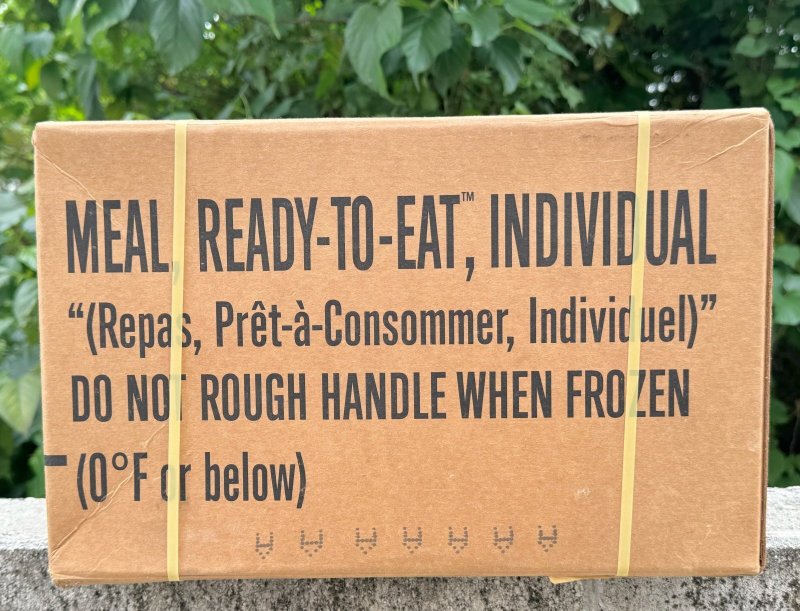 MEAL, READY-TO-EAT™, INDIVIDUAL
“(Repas, Prêt-à-Consommer, Individuel)”
DO NOT ROUGH HANDLE WHEN FROZEN
(0°F or below)